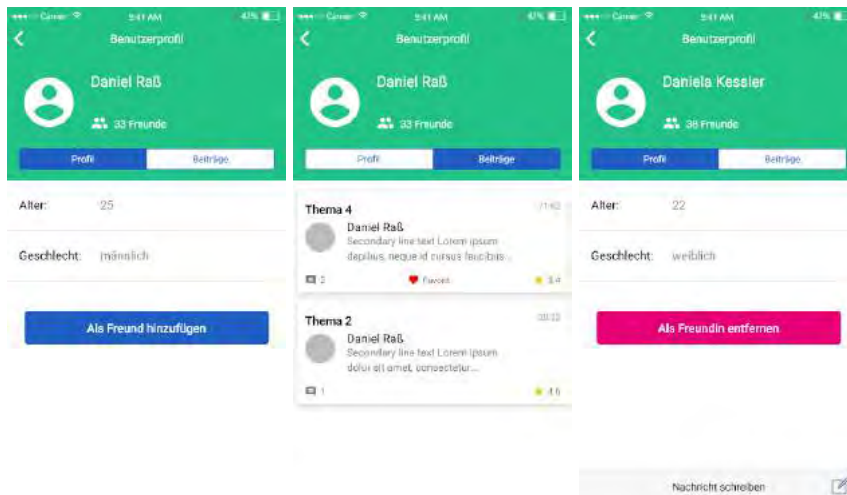 Carrier 9:41 AM 42%
Benutzerprofil
Daniel Raß
33 Freunde
Profil Beiträge
Alter: 25
Geschlecht: männlich
Als Freund hinzufügen
Carrier 9:41 AM 42%
Benutzerprofil
Daniel Raß
33 Freunde
Profil Beiträge
Thema 4
Daniel Raß
Secondary line text Lorem ipsum
dapibus, neque id cursus faucibus...
2 Favorit 3.4
Thema 2
Daniel Raß
Secondary line text Lorem ipsum
dolor sit amet, consectetur...
1 4.6
Carrier 9:41 AM 42%
Benutzerprofil
Daniela Kessler
36 Freunde
Profil Beiträge
Alter: 22
Geschlecht: weiblich
Als Freundin entfernen
Nachricht schreiben